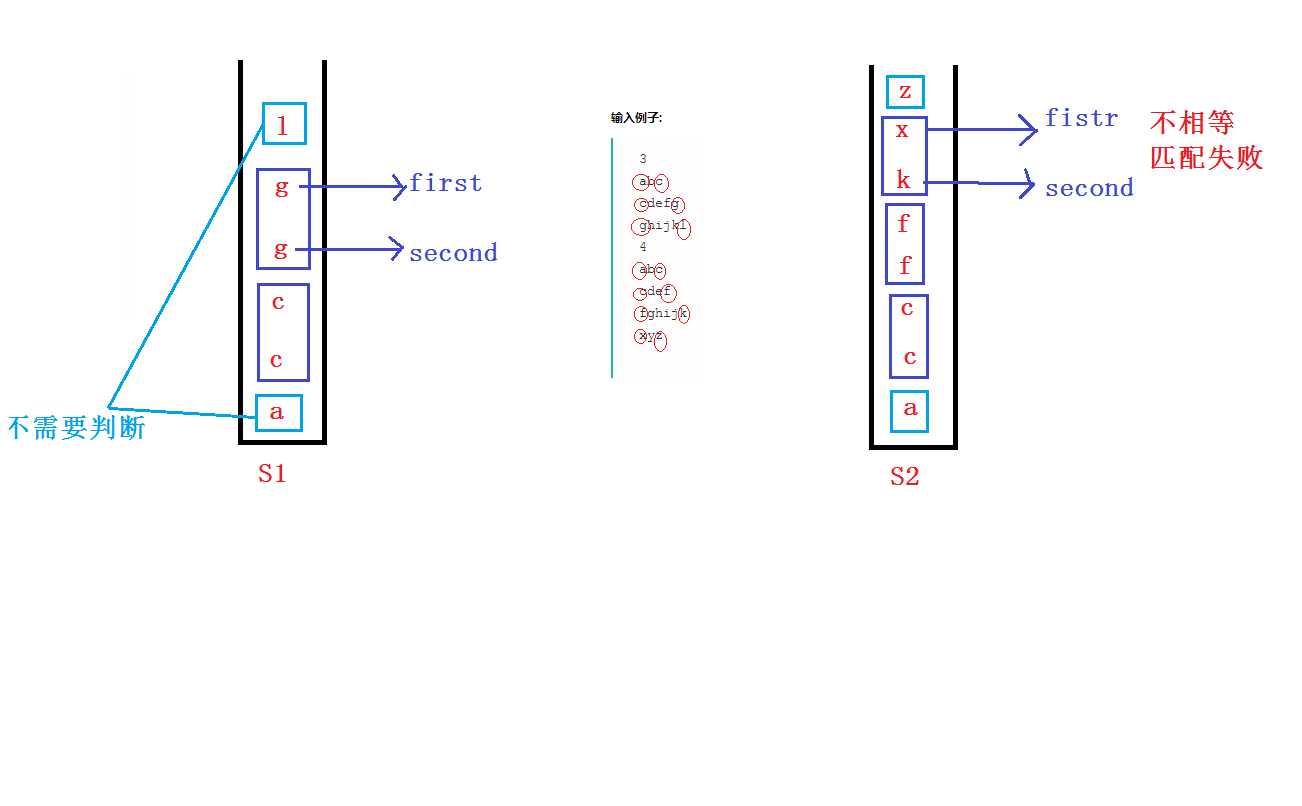 l
g
first
g
second
c
c
a
不需要判断
S1
输入例子:
3
abc
cdefg
ghijkl
4
abc
cdef
fghijk
xyz
z
x
fistr
k
second
不相等
匹配失败
f
f
c
c
a
S2